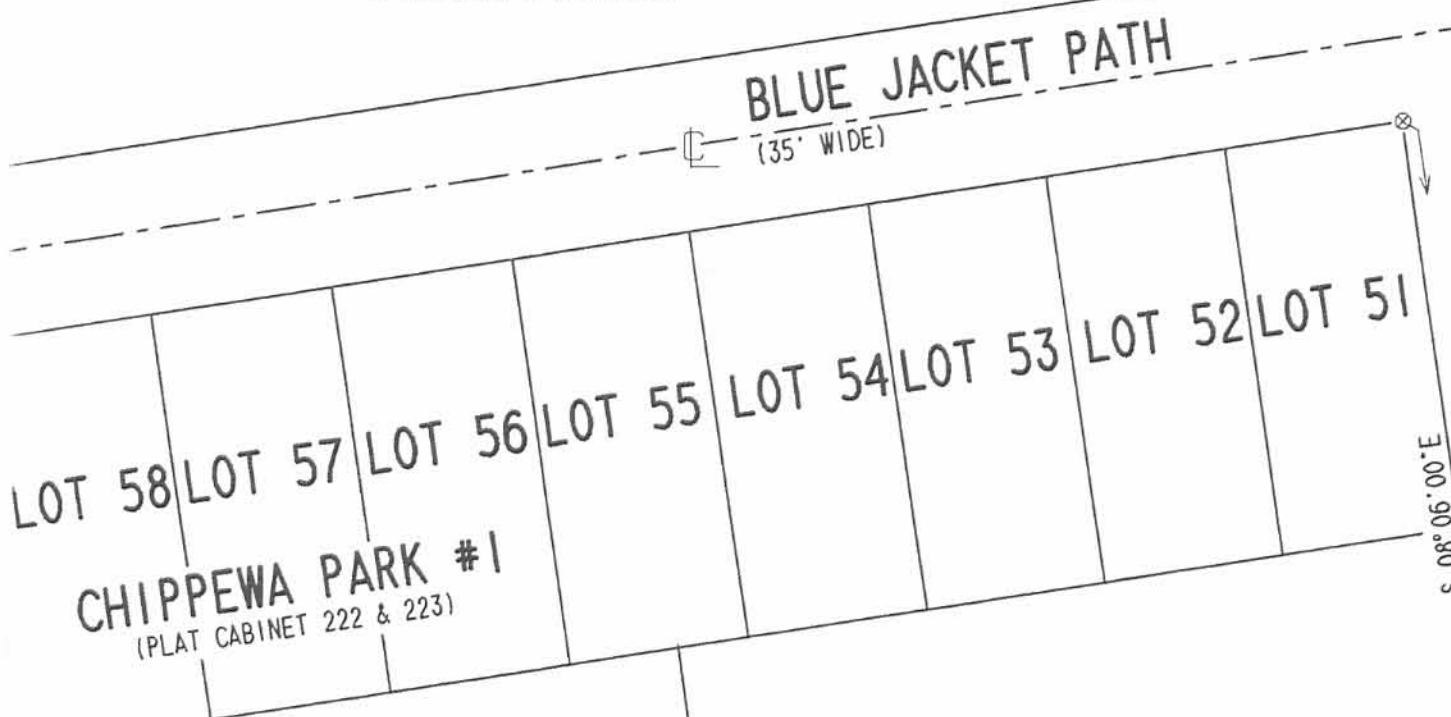 BLUE JACKET PATH
(35' WIDE)
LOT 58 LOT 57 LOT 56 LOT 55 LOT 54 LOT 53 LOT 52 LOT 51
CHIPPEWA PARK #1
(PLAT CABINET 222 & 223)
S 08°06'00"E